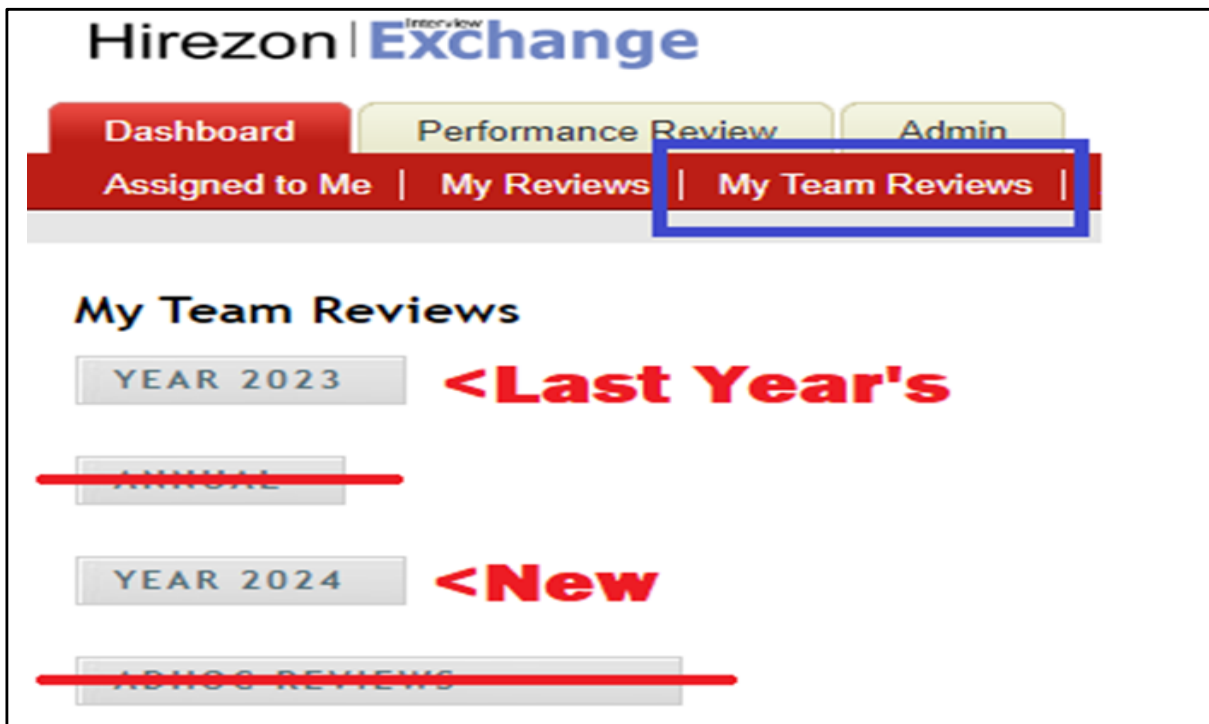 Hirezon Interview Exchange
Dashboard Performance Review Admin
Assigned to Me | My Reviews | My Team Reviews |
My Team Reviews
YEAR 2023 <Last Year's
ANNUAL
YEAR 2024 <New
ADHOC REVIEWS